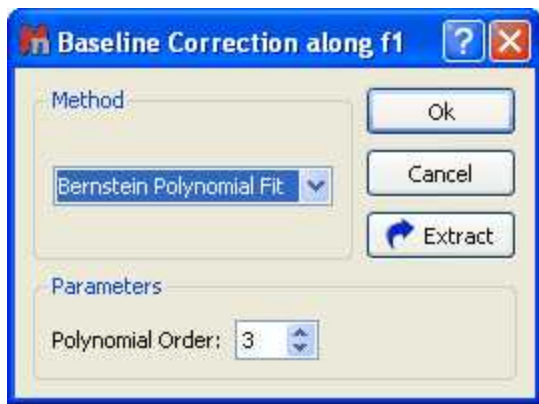 Baseline Correction along f1
Method
Bernstein Polynomial Fit
Ok
Cancel
Extract
Parameters
Polynomial Order: 3